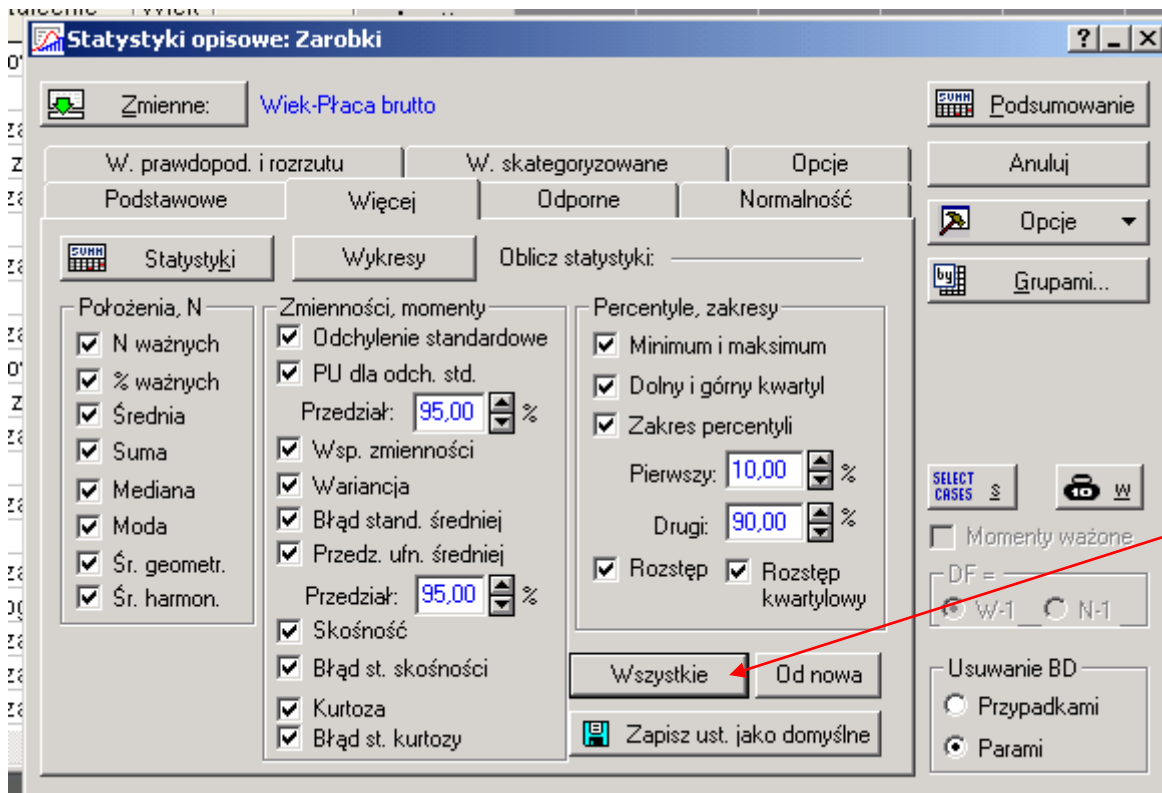 Statystyki opisowe: Zarobki
Zmienne: Wiek-Płaca brutto
W. prawdopod. i rozrzutu W. skategoryzowane Opcje
Podstawowe Więcej Odporne Normalność
Statystyki Wykresy Oblicz statystyki:
Położenia, N
N ważnych
% ważnych
Średnia
Suma
Mediana
Moda
Śr. geometr.
Śr. harmon.
Zmienności, momenty
Odchylenie standardowe
PU dla odch. std.
Przedział: 95,00 %
Wsp. zmienności
Wariancja
Błąd stand. średniej
Przedz. ufn. średniej
Przedział: 95,00 %
Skośność
Błąd st. skośności
Kurtoza
Błąd st. kurtozy
Percentyle, zakresy
Minimum i maksimum
Dolny i górny kwartyl
Zakres percentyli
Pierwszy: 10,00 %
Drugi: 90,00 %
Rozstęp Rozstęp
kwartylowy
Wszystkie Od nowa
Zapisz ust. jako domyślne
SUMM Podsumowanie
Anuluj
Opcje
by Grupami...
SELECT
CASES S W
Momenty ważone
DF =
W-1 N-1
Usuwanie BD
Przypadkami
Parami